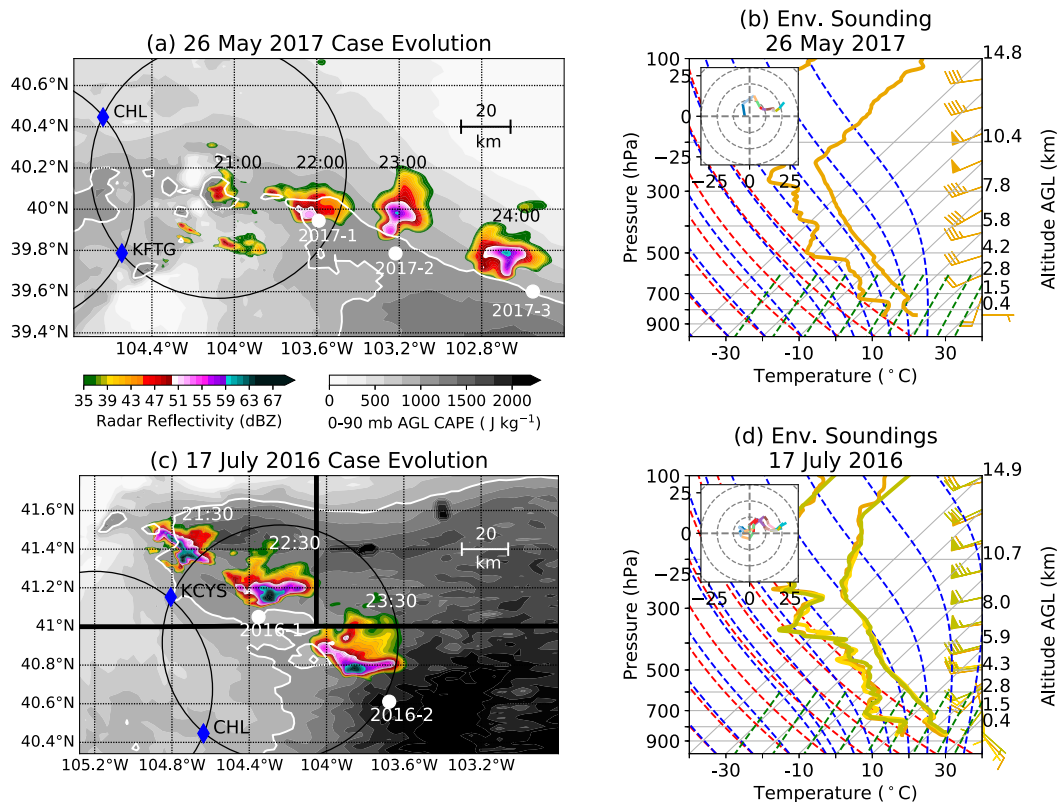 (a) 26 May 2017 Case Evolution
40.6°N
40.4°N
40.2°N
40°N
39.8°N
39.6°N
39.4°N
CHL
KFTG
21:00
22:00
23:00
24:00
20
km
2017-1
2017-2
2017-3
104.4°W
104°W
103.6°W
103.2°W
102.8°W
35 39 43 47 51 55 59 63 67
Radar Reflectivity (dBZ)
0 500 1000 1500 2000
0-90 mb AGL CAPE ( J kg⁻¹)
(b) Env. Sounding
26 May 2017
Pressure (hPa)
100
300
500
700
900
25
0
−25
−25 0 25
14.8
10.4
7.8
5.8
4.2
2.8
1.5
0.4
Altitude AGL (km)
-30 -10 10 30
Temperature (°C)
(c) 17 July 2016 Case Evolution
41.6°N
41.4°N
41.2°N
41°N
40.8°N
40.6°N
40.4°N
21:30
22:30
23:30
20
km
KCYS
CHL
2016-1
2016-2
105.2°W
104.8°W
104.4°W
104°W
103.6°W
103.2°W
(d) Env. Soundings
17 July 2016
Pressure (hPa)
100
300
500
700
900
25
0
−25
−25 0 25
14.9
10.7
8.0
5.9
4.3
2.8
1.5
0.4
Altitude AGL (km)
-30 -10 10 30
Temperature (°C)